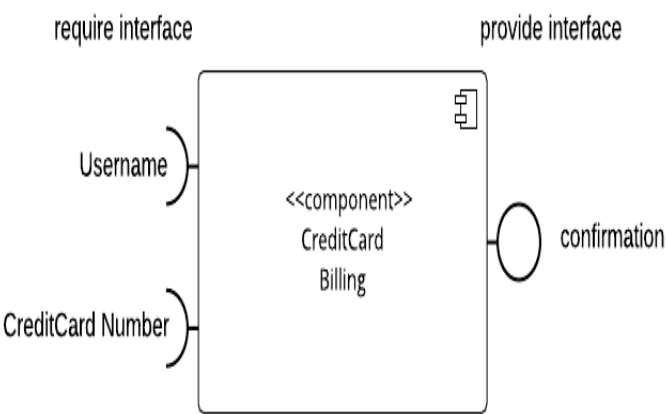 require interface
provide interface
Username
<<component>>
CreditCard
Billing
confirmation
CreditCard Number